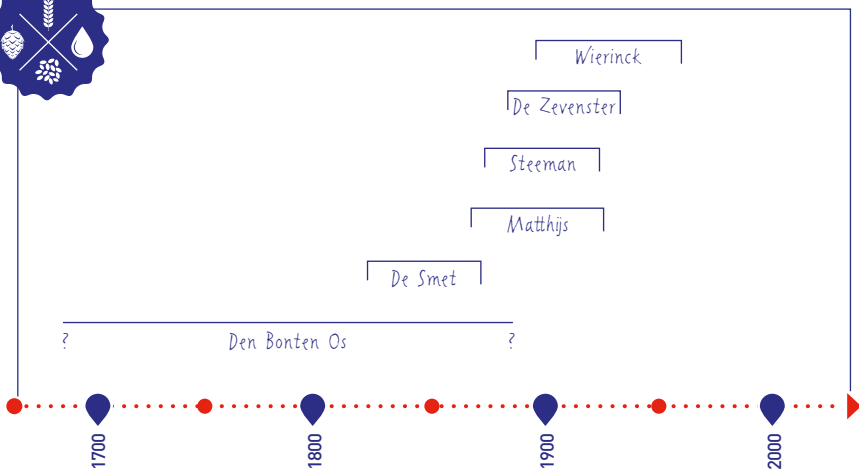 Wierinck
De Zevenster
Steeman
Matthijs
De Smet
? Den Bonten Os ?
1700 1800 1900 2000